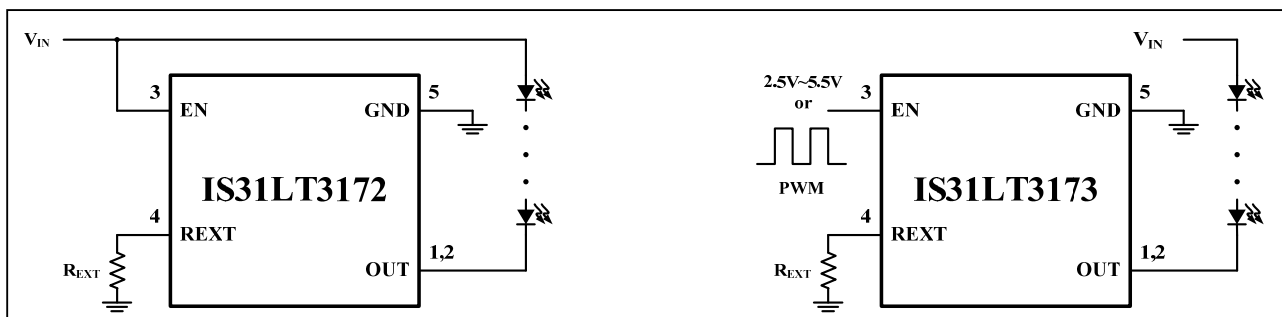 VIN
3
EN
5
GND
IS31LT3172
4
REXT
REXT
1,2
OUT
VIN
2.5V~5.5V
or
PWM
3
EN
5
GND
IS31LT3173
4
REXT
REXT
1,2
OUT